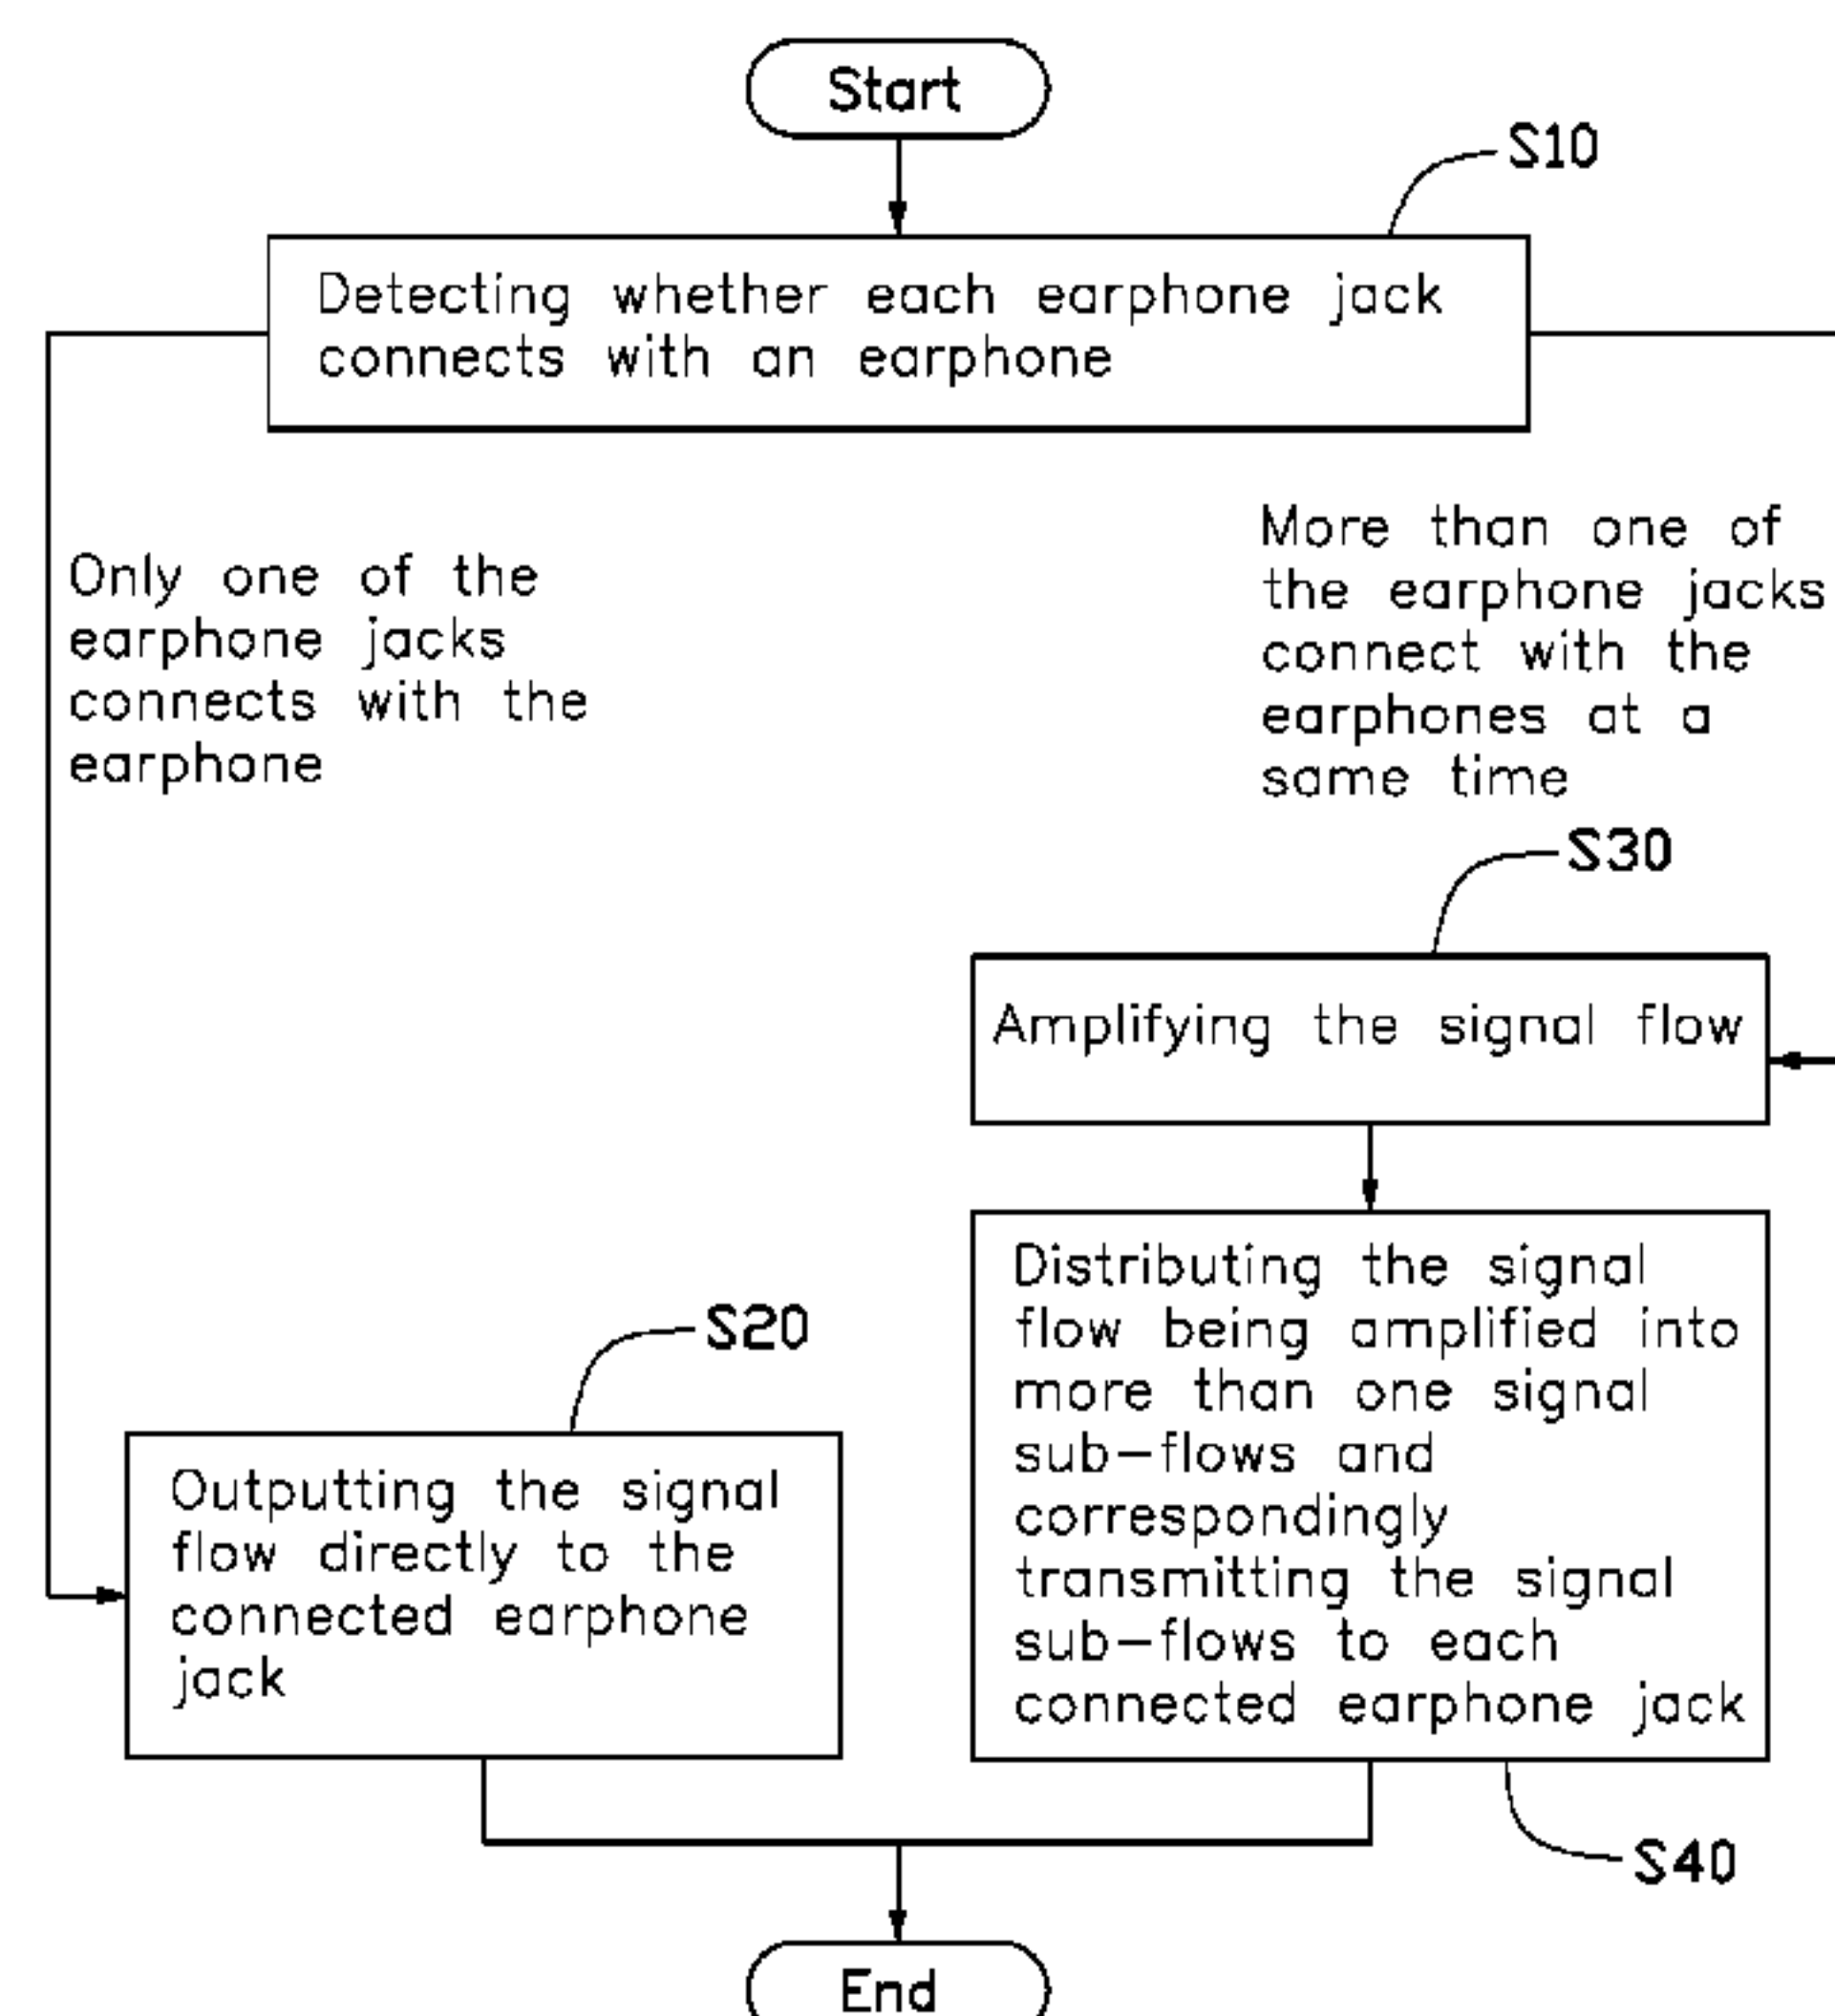 Start
S10
Detecting whether each earphone jack
connects with an earphone
Only one of the
earphone jacks
connects with the
earphone
More than one of
the earphone jacks
connect with the
earphones at a
same time
S30
Amplifying the signal flow
S20
Outputting the signal
flow directly to the
connected earphone
jack
Distributing the signal
flow being amplified into
more than one signal
sub-flows and
correspondingly
transmitting the signal
sub-flows to each
connected earphone jack
S40
End